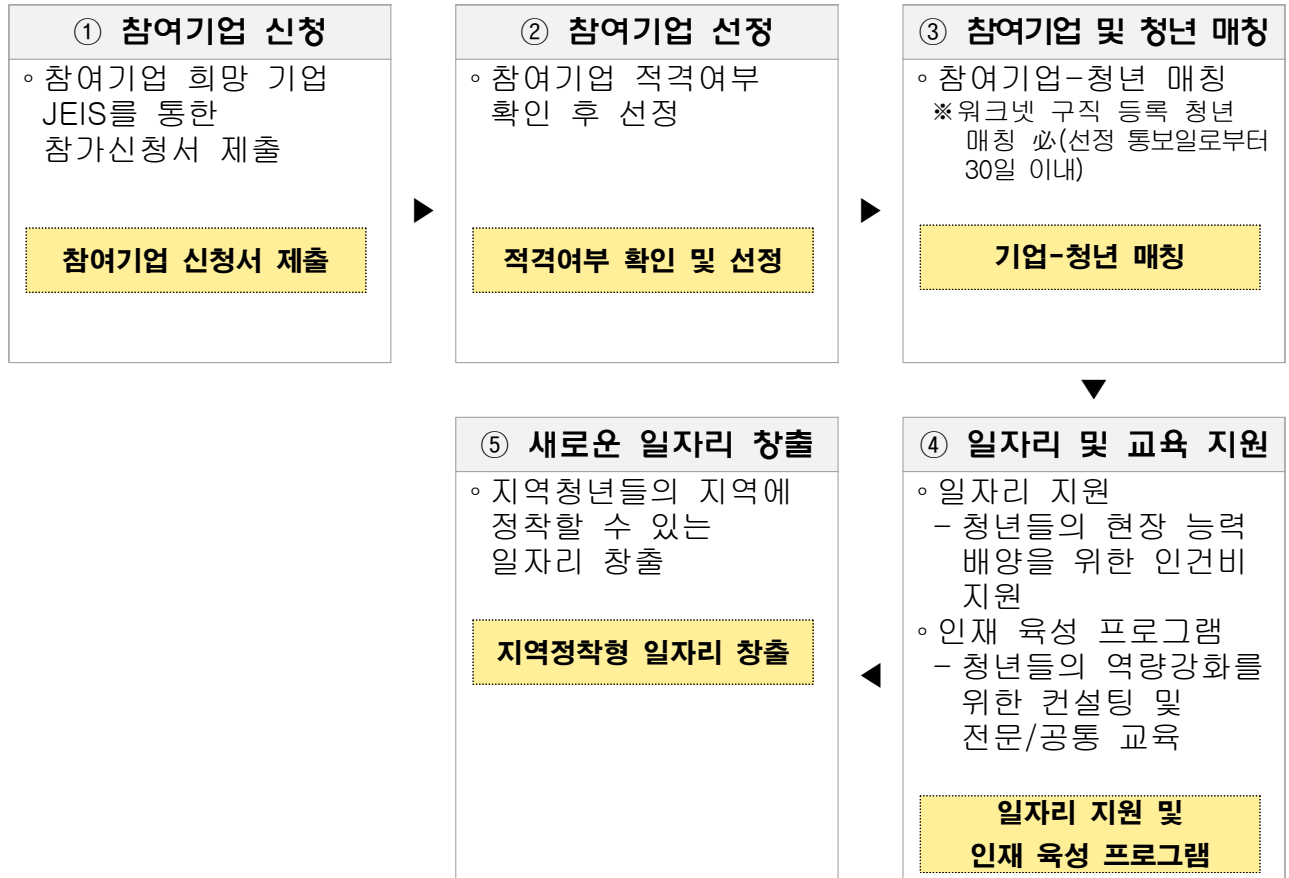 ① 참여기업 신청
◦참여기업 희망 기업
JEIS를 통한
참가신청서 제출
참여기업 신청서 제출
▶
② 참여기업 선정
◦참여기업 적격여부
확인 후 선정
적격여부 확인 및 선정
▶
③ 참여기업 및 청년 매칭
◦참여기업-청년 매칭
※워크넷 구직 등록 청년
매칭 必(선정 통보일로부터
30일 이내)
기업-청년 매칭
▼
④ 일자리 및 교육 지원
◦일자리 지원
- 청년들의 현장 능력
배양을 위한 인건비
지원
◦인재 육성 프로그램
- 청년들의 역량강화를
위한 컨설팅 및
전문/공통 교육
일자리 지원 및
인재 육성 프로그램
◀
⑤ 새로운 일자리 창출
◦지역청년들의 지역에
정착할 수 있는
일자리 창출
지역정착형 일자리 창출